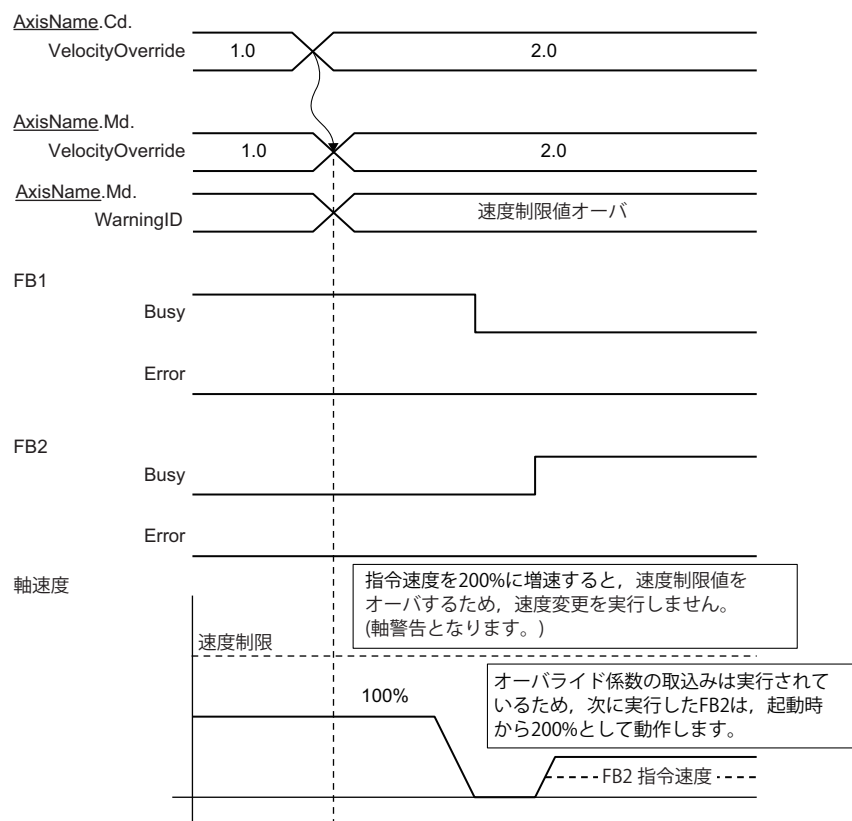 AxisName.Cd.
VelocityOverride
1.0
2.0
AxisName.Md.
VelocityOverride
1.0
2.0
AxisName.Md.
WarningID
速度制限値オーバ
FB1
Busy
Error
FB2
Busy
Error
軸速度
指令速度を200%に増速すると，速度制限値を
オーバするため，速度変更を実行しません。
(軸警告となります。)
速度制限
オーバライド係数の取込みは実行されて
いるため，次に実行したFB2は，起動時
から200%として動作します。
100%
FB2 指令速度